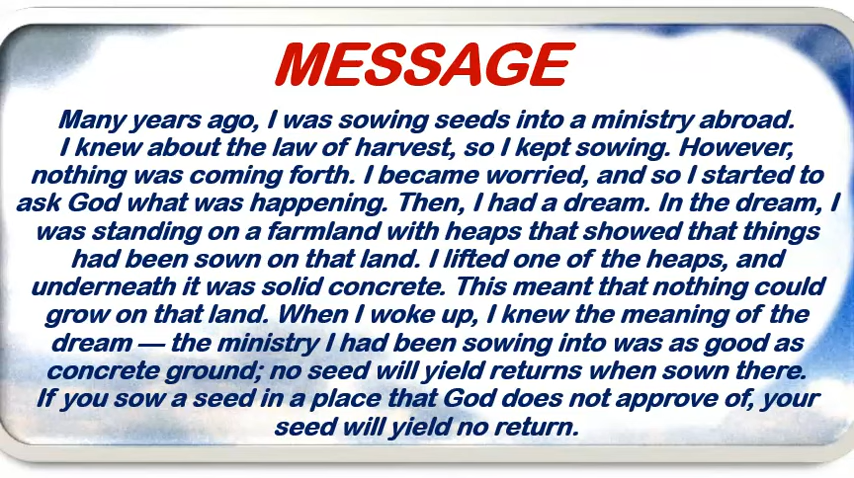 MESSAGE
Many years ago, I was sowing seeds into a ministry abroad.
I knew about the law of harvest, so I kept sowing. However,
nothing was coming forth. I became worried, and so I started to
ask God what was happening. Then, I had a dream. In the dream, I
was standing on a farmland with heaps that showed that things
had been sown on that land. I lifted one of the heaps, and
underneath it was solid concrete. This meant that nothing could
grow on that land. When I woke up, I knew the meaning of the
dream — the ministry I had been sowing into was as good as
concrete ground; no seed will yield returns when sown there.
If you sow a seed in a place that God does not approve of, your
seed will yield no return.